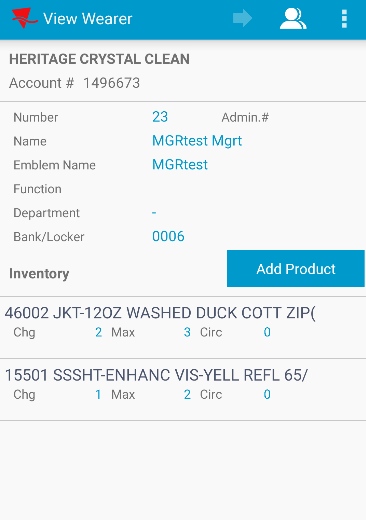 View Wearer
HERITAGE CRYSTAL CLEAN
Account # 1496673
Number 23 Admin.#
Name MGRtest Mgrt
Emblem Name MGRtest
Function
Department -
Bank/Locker 0006
Inventory Add Product
46002 JKT-12OZ WASHED DUCK COTT ZIP(
Chg 2 Max 3 Circ 0
15501 SSSHT-ENHANC VIS-YELL REFL 65/
Chg 1 Max 2 Circ 0